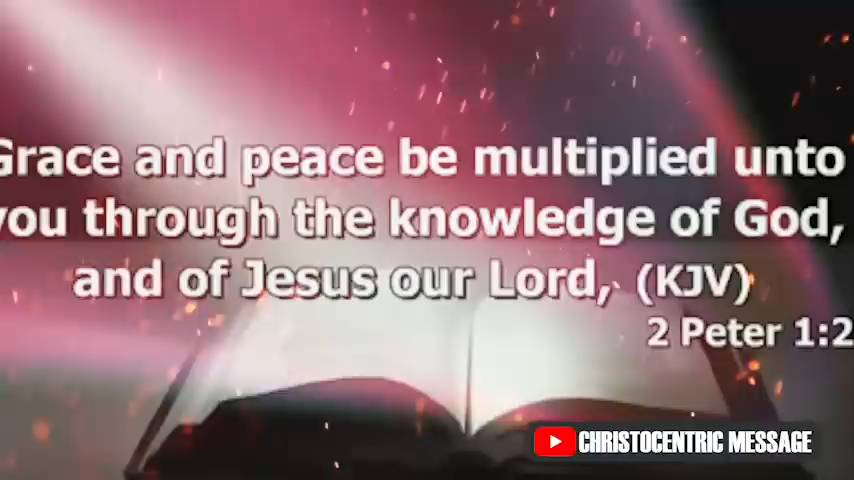 Grace and peace be multiplied unto
you through the knowledge of God,
and of Jesus our Lord, (KJV)
2 Peter 1:2
CHRISTOCENTRIC MESSAGE